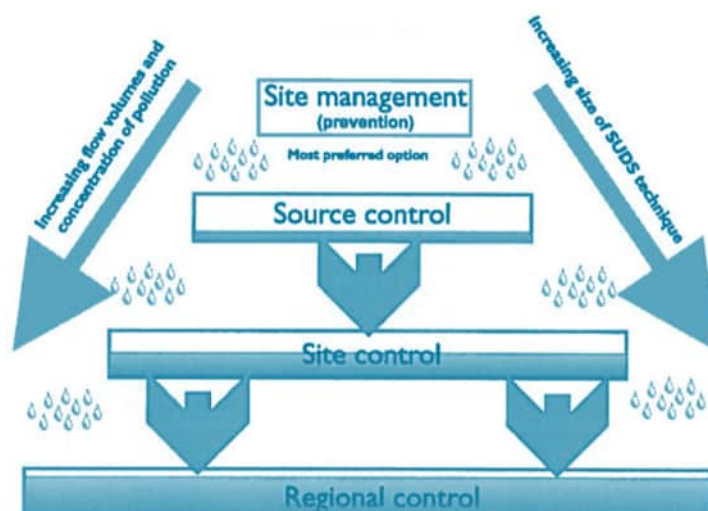 Increasing flow volumes and
concentration of pollution
Increasing size of SUDS technique
Site management
(prevention)
Most preferred option
Source control
Site control
Regional control